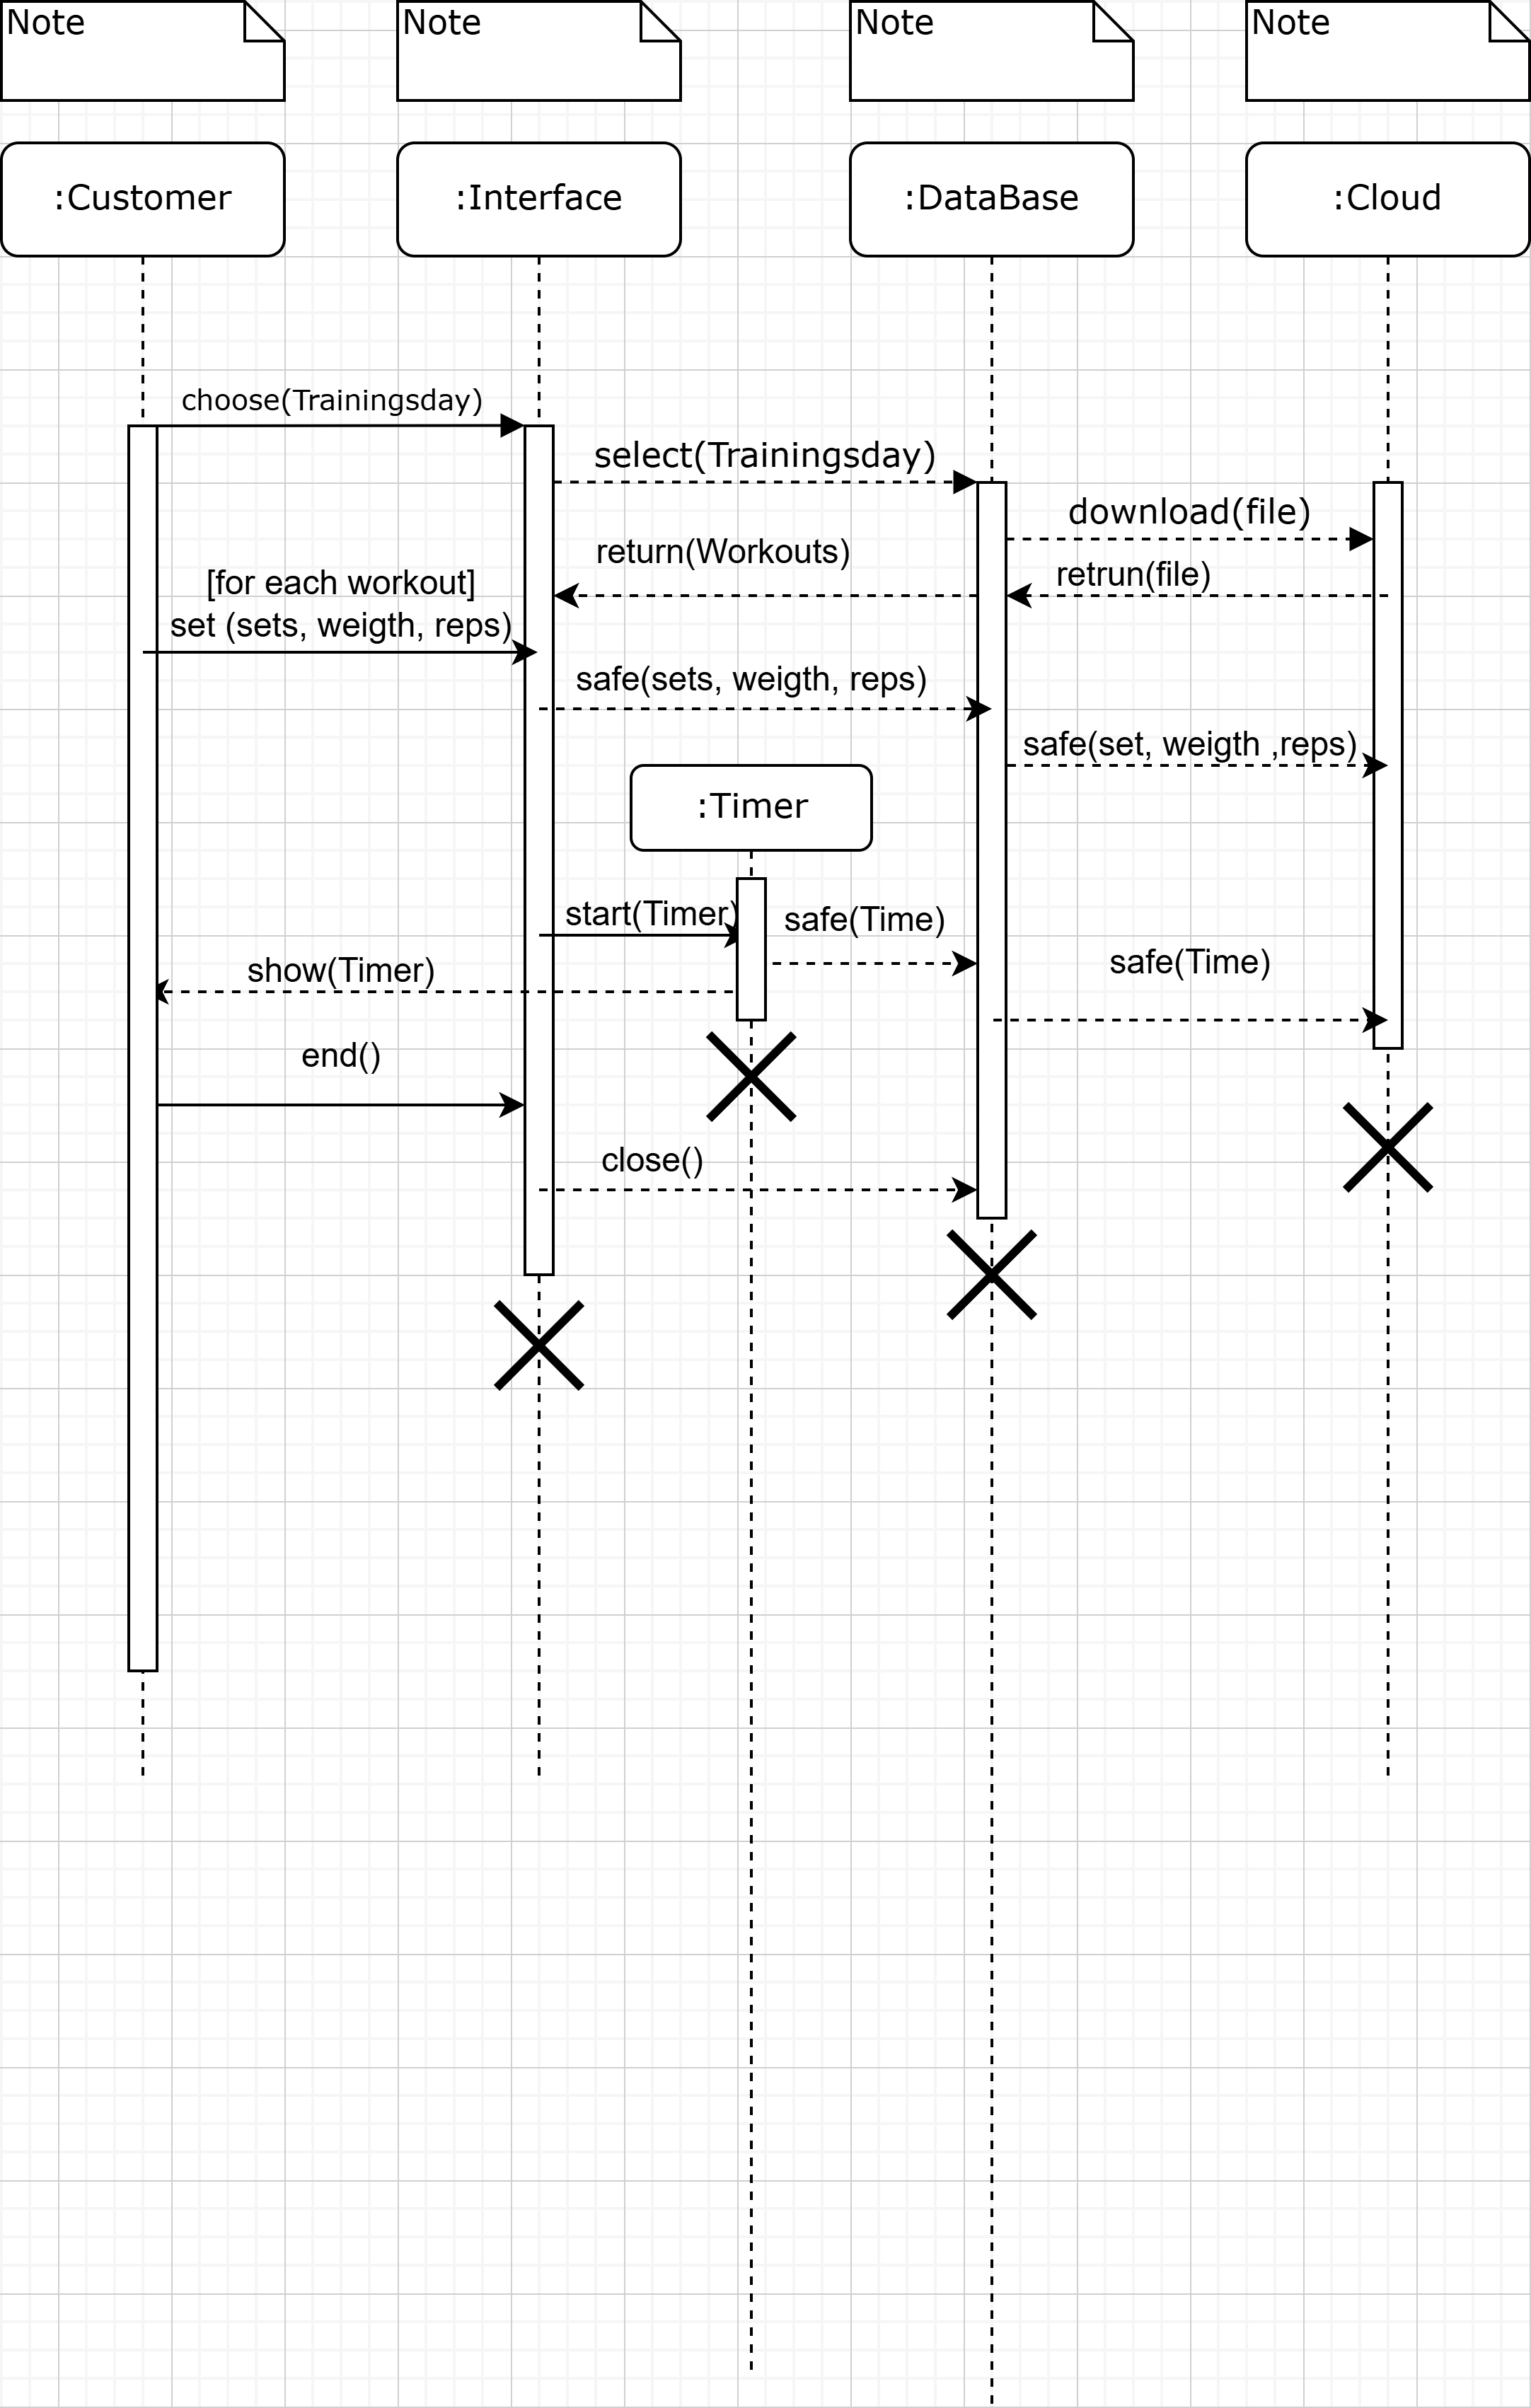 Note
Note
Note
Note
:Customer
:Interface
:DataBase
:Cloud
choose(Trainingsday)
select(Trainingsday)
download(file)
return(Workouts)
retrun(file)
[for each workout]
set (sets, weigth, reps)
safe(sets, weigth, reps)
safe(set, weigth ,reps)
:Timer
start(Timer)
safe(Time)
safe(Time)
show(Timer)
end()
close()